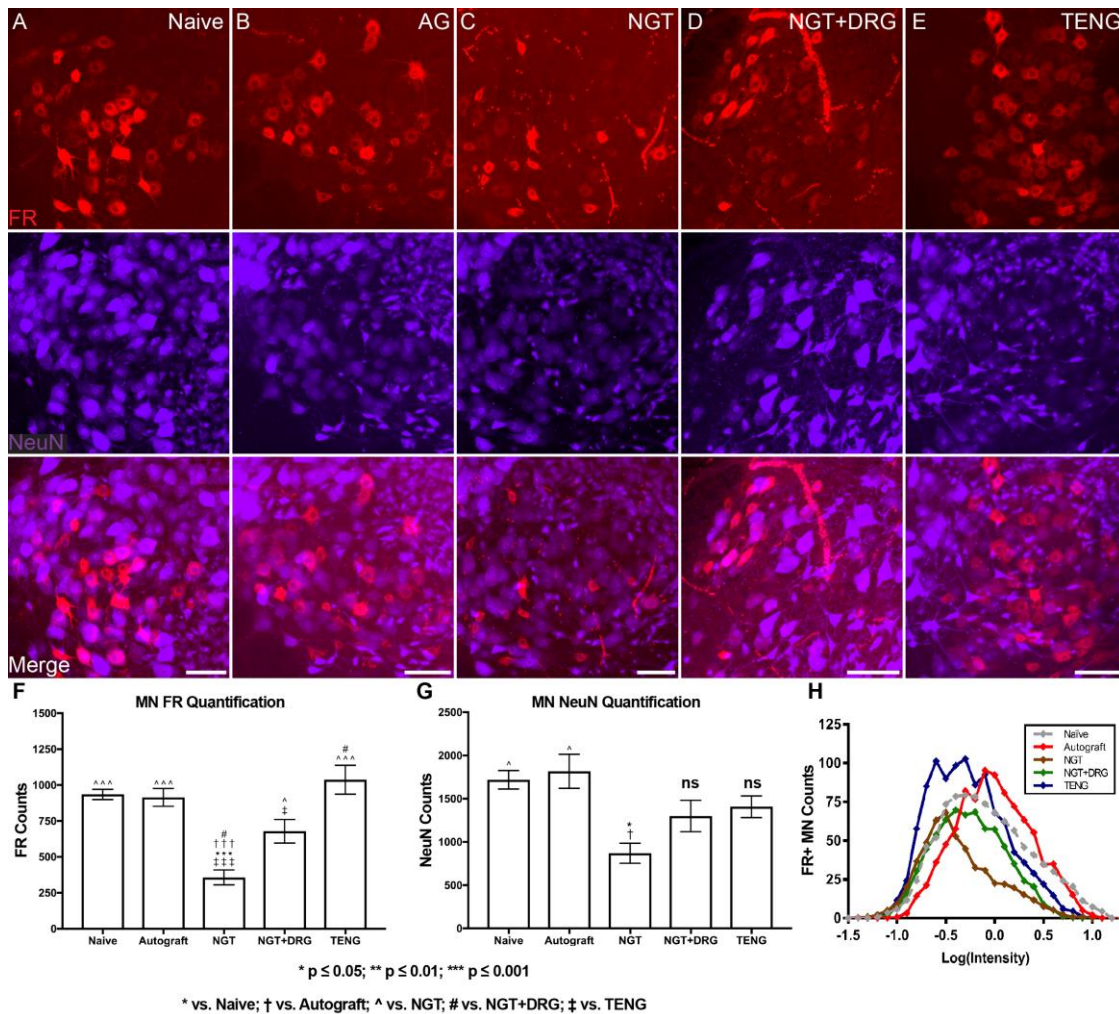 A Naive B AG C NGT D NGT+DRG E TENG
FR
NeuN
Merge
F G H
MN FR Quantification
1500
1250
1000
750
500
250
0
FR Counts
^^^
^^^
#
†††
***
‡‡‡
^
‡
#
^^^
Naive Autograft NGT NGT+DRG TENG
MN NeuN Quantification
2500
2000
1500
1000
500
0
NeuN Counts
^
^
*
†
ns
ns
Naive Autograft NGT NGT+DRG TENG
125
100
75
50
25
0
FR+ MN Counts
Naïve
Autograft
NGT
NGT+DRG
TENG
-1.5 -1.0 -0.5 0.0 0.5 1.0
Log(Intensity)
* p ≤ 0.05; ** p ≤ 0.01; *** p ≤ 0.001
* vs. Naive; † vs. Autograft; ^ vs. NGT; # vs. NGT+DRG; ‡ vs. TENG